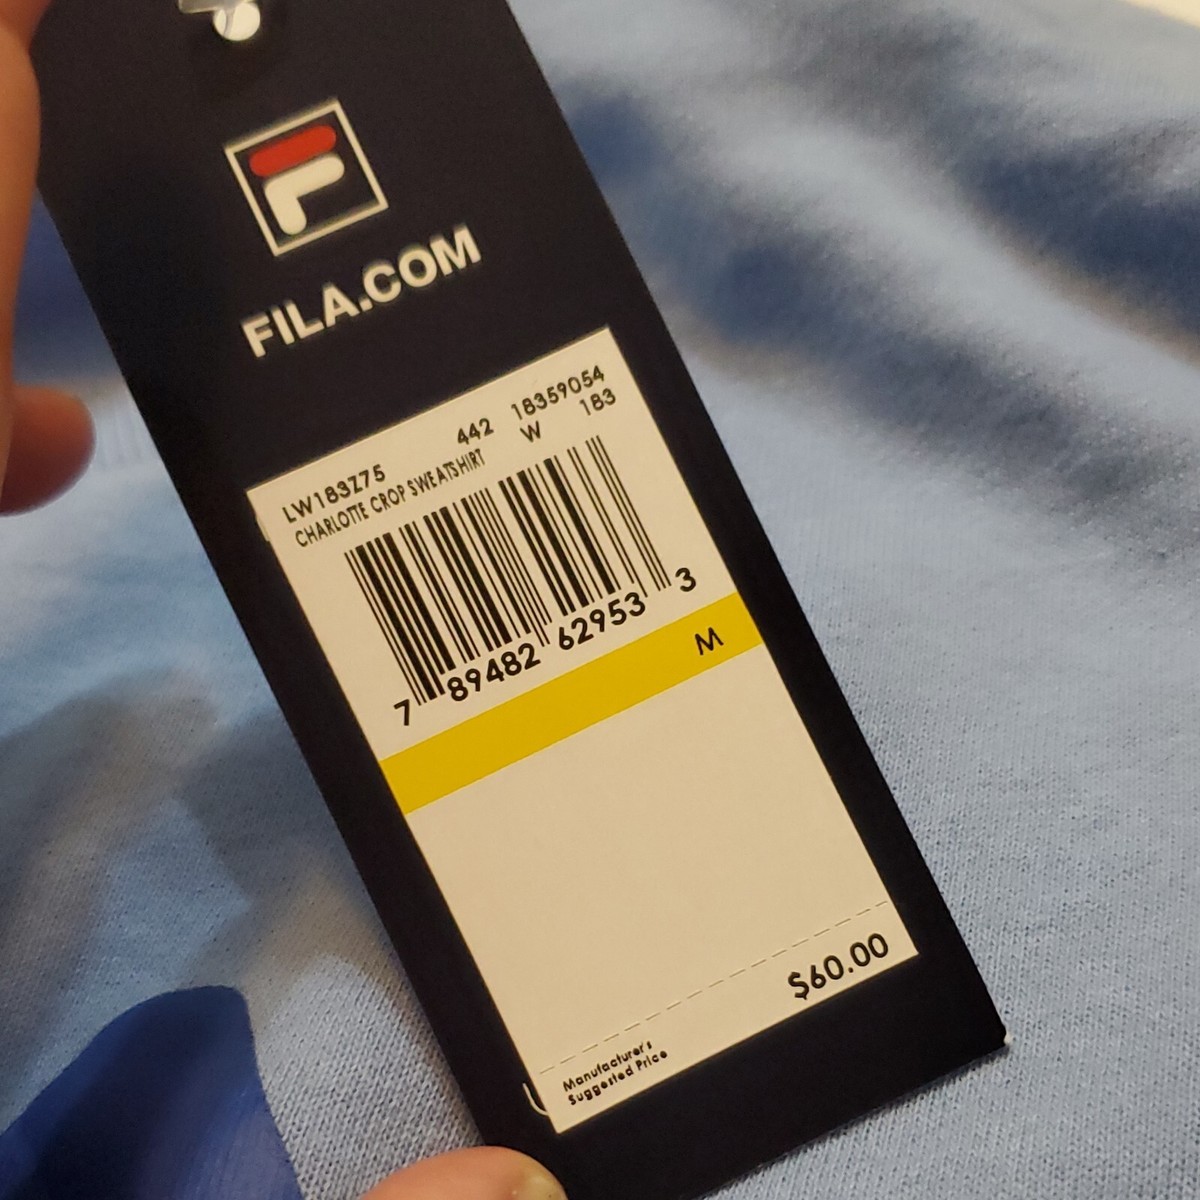 FILA.COM
LW183Z75 442 18359054
CHARLOTTE CROP SWEATSHIRT W 183
7 89482 62953 3
M
$60.00
Manufacturer's
Suggested Price